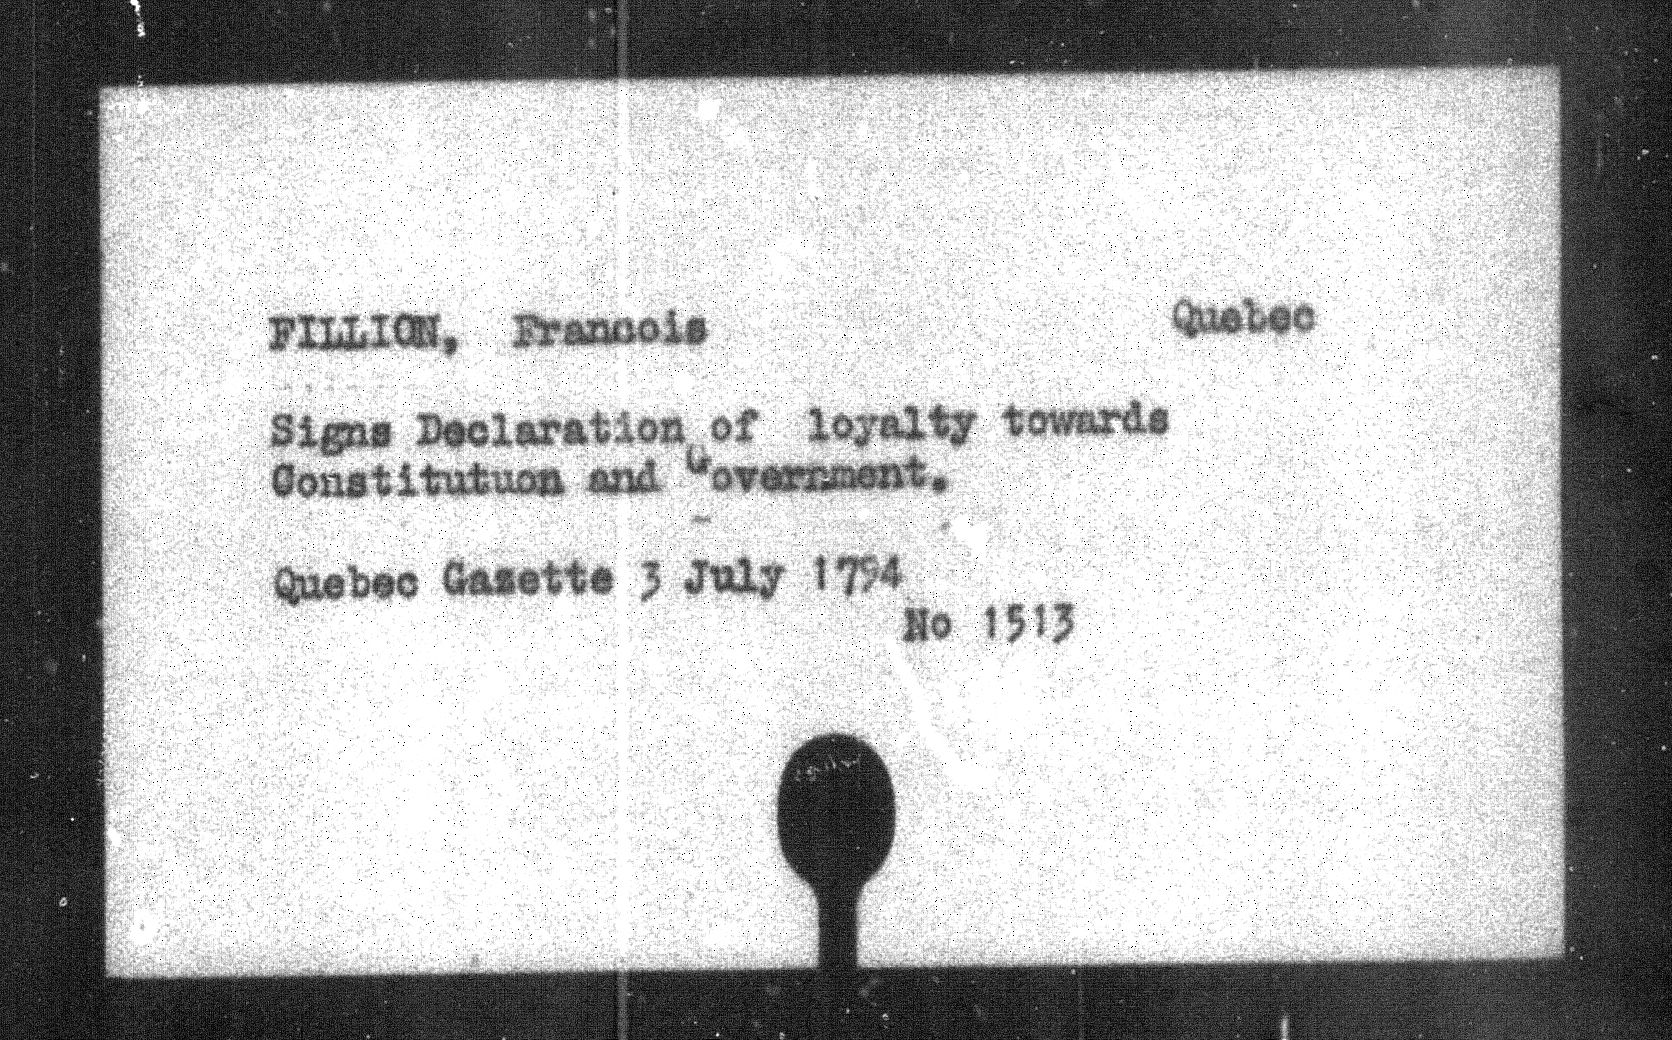 FILLION, Francois Quebec
Signs Declaration of loyalty towards
Constitutuon and Government.
Quebec Gazette 3 July 1794
No 1513